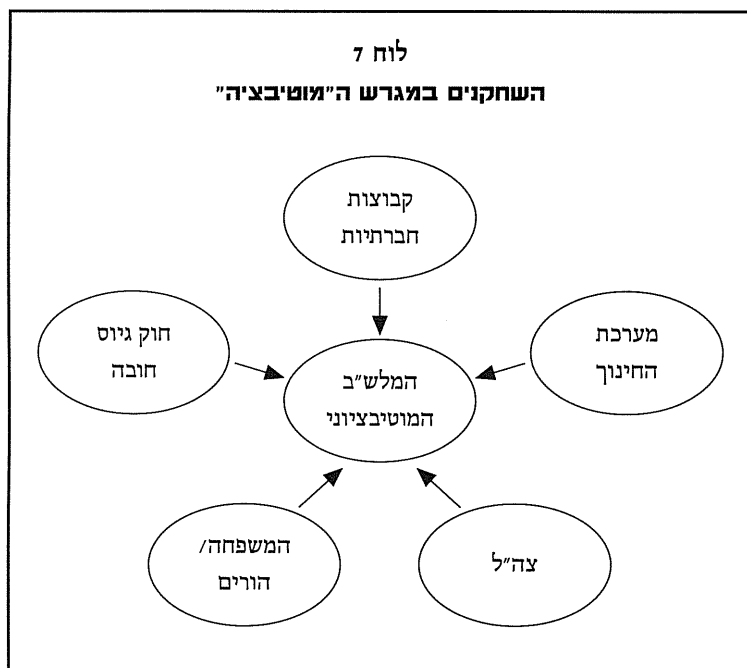 לוח 7
השחקנים במגרש ה"מוטיבציה"
קבוצות
חברתיות
מערכת
החינוך
חוק גיוס
חובה
המלש"ב
המוטיבציוני
המשפחה/
הורים
צה"ל